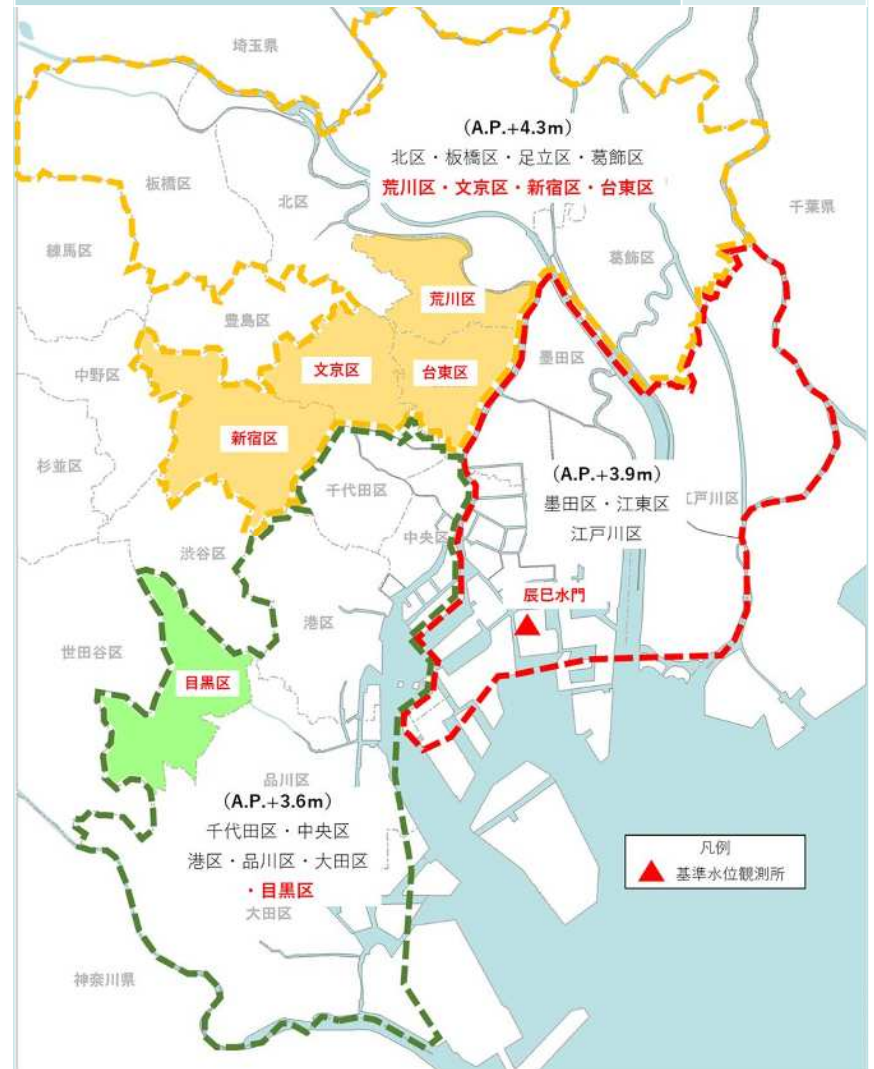 埼玉県
(A.P.+4.3m)
北区・板橋区・足立区・葛飾区
荒川区・文京区・新宿区・台東区
板橋区
北区
千葉県
練馬区
葛飾区
荒川区
豊島区
墨田区
中野区
文京区
台東区
新宿区
杉並区
(A.P.+3.9m)
墨田区・江東区
江戸川区
江戸川区
千代田区
中央区
渋谷区
辰巳水門
港区
世田谷区
目黒区
品川区
(A.P.+3.6m)
千代田区・中央区
港区・品川区・大田区
・目黒区
大田区
凡例
基準水位観測所
神奈川県